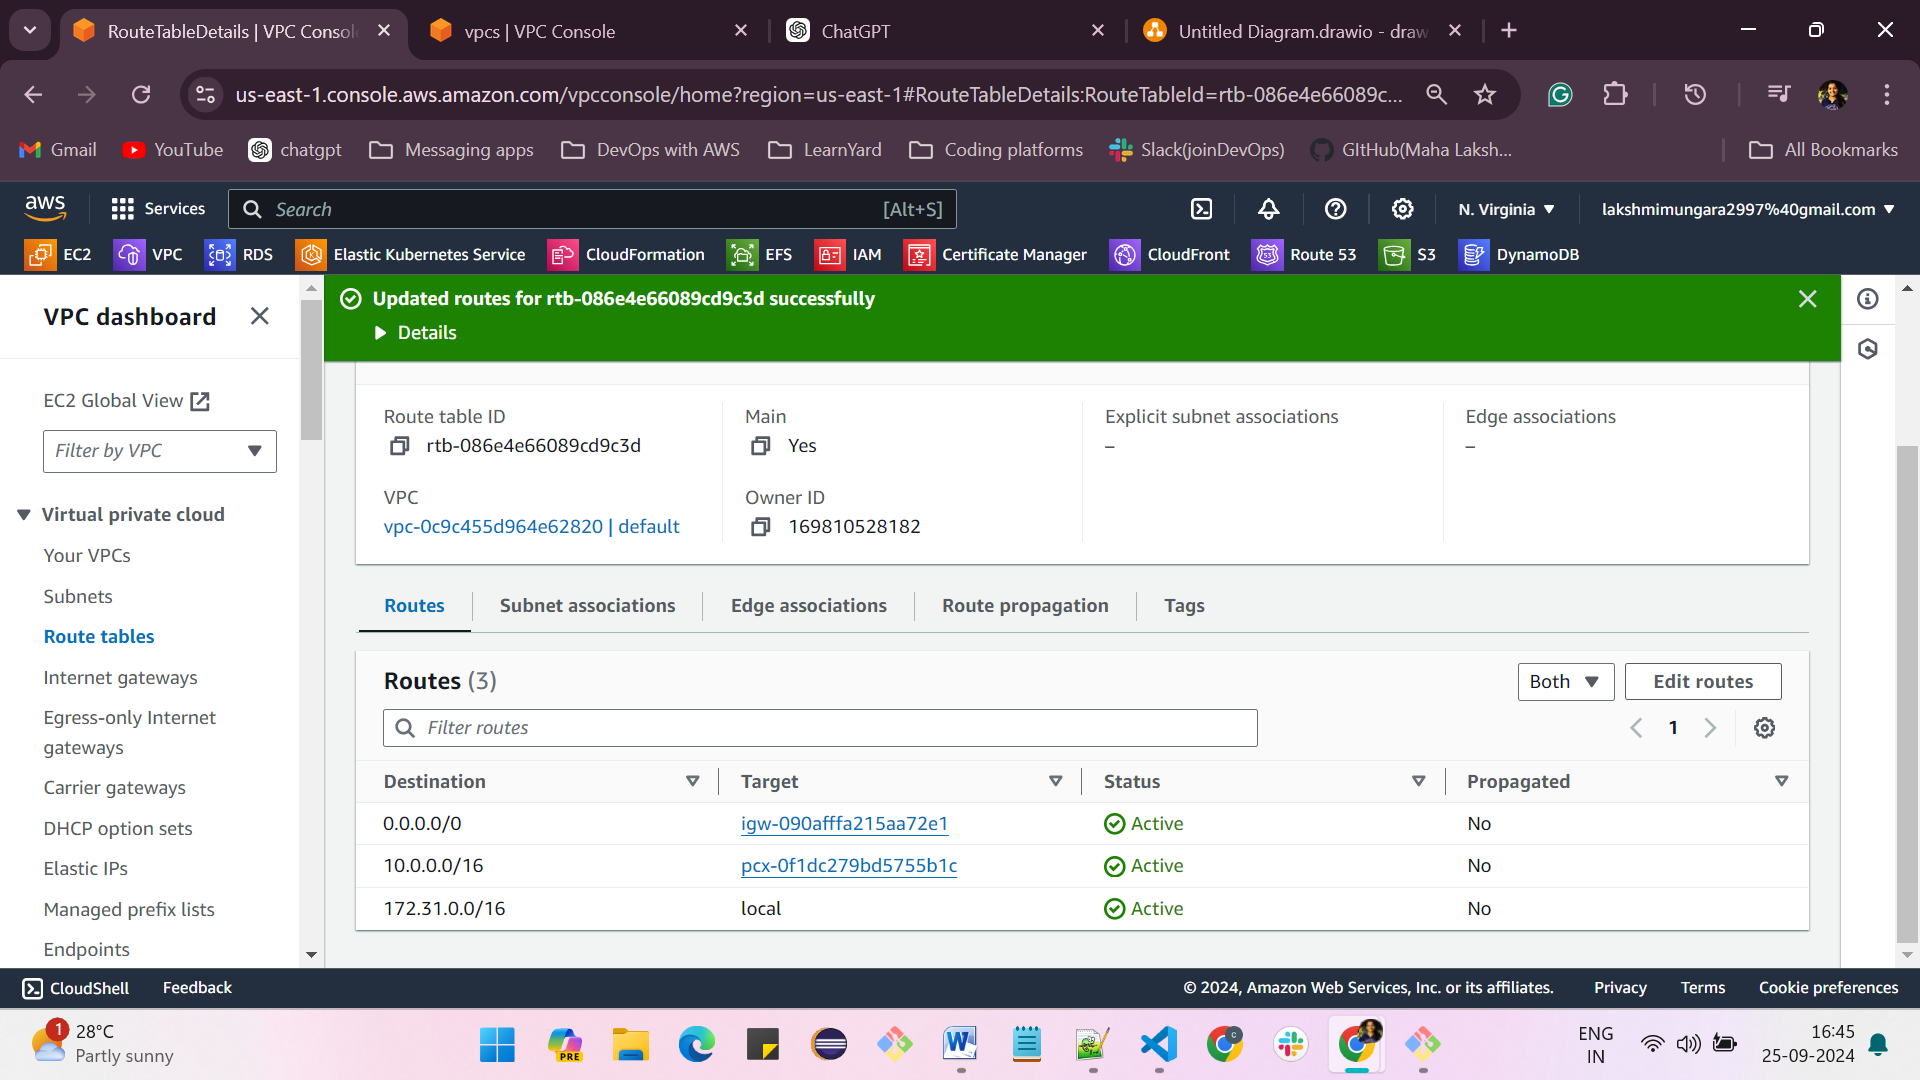 RouteTableDetails | VPC Consol
vpcs | VPC Console
ChatGPT
Untitled Diagram.drawio - draw
us-east-1.console.aws.amazon.com/vpcconsole/home?region=us-east-1#RouteTableDetails:RouteTableId=rtb-086e4e66089c...
Gmail
YouTube
chatgpt
Messaging apps
DevOps with AWS
LearnYard
Coding platforms
Slack(joinDevOps)
GItHub(Maha Laksh...
All Bookmarks
aws
Services
Search
[Alt+S]
N. Virginia
lakshmimungara2997%40gmail.com
EC2
VPC
RDS
Elastic Kubernetes Service
CloudFormation
EFS
IAM
Certificate Manager
CloudFront
Route 53
S3
DynamoDB
VPC dashboard
EC2 Global View
Filter by VPC
Virtual private cloud
Your VPCs
Subnets
Route tables
Internet gateways
Egress-only Internet
gateways
Carrier gateways
DHCP option sets
Elastic IPs
Managed prefix lists
Endpoints
Updated routes for rtb-086e4e66089cd9c3d successfully
Details
Route table ID
rtb-086e4e66089cd9c3d
Main
Yes
Explicit subnet associations
–
Edge associations
–
VPC
vpc-0c9c455d964e62820 | default
Owner ID
169810528182
Routes
Subnet associations
Edge associations
Route propagation
Tags
Routes (3)
Both
Edit routes
Filter routes
1
Destination Target Status Propagated
0.0.0.0/0 igw-090afffa215aa72e1 Active No
10.0.0.0/16 pcx-0f1dc279bd5755b1c Active No
172.31.0.0/16 local Active No
CloudShell
Feedback
© 2024, Amazon Web Services, Inc. or its affiliates.
Privacy
Terms
Cookie preferences
1
28°C
Partly sunny
PRE
ENG
IN
16:45
25-09-2024